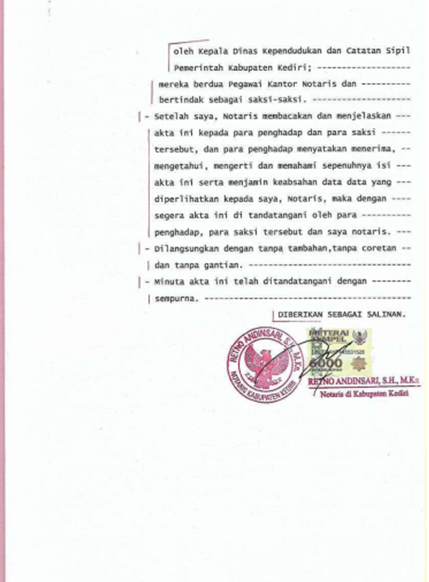 oleh Kepala Dinas Kependudukan dan Catatan Sipil
Pemerintah Kabupaten Kediri; --------------------
mereka berdua Pegawai Kantor Notaris dan ----------
bertindak sebagai saksi-saksi. --------------------
- Setelah saya, Notaris membacakan dan menjelaskan ---
akta ini kepada para penghadap dan para saksi ------
tersebut, dan para penghadap menyatakan menerima, --
mengetahui, mengerti dan memahami sepenuhnya isi ---
akta ini serta menjamin keabsahan data data yang ----
diperlihatkan kepada saya, Notaris, maka dengan ----
segera akta ini di tandatangani oleh para ----------
penghadap, para saksi tersebut dan saya notaris. ---
- Dilangsungkan dengan tanpa tambahan,tanpa coretan --
dan tanpa gantian. ---------------------------------
- Minuta akta ini telah ditandatangani dengan --------
sempurna. ------------------------------------------
DIBERIKAN SEBAGAI SALINAN.
RETNO ANDINSARI, S.H., M.Kn.
NOTARIS KABUPATEN KEDIRI
METERAI
TEMPEL
6000
RETNO ANDINSARI, S.H., M.Kn
Notaris di Kabupaten Kediri